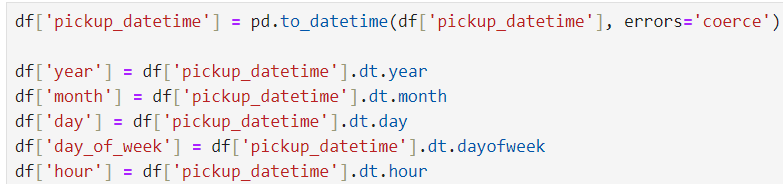 df['pickup_datetime'] = pd.to_datetime(df['pickup_datetime'], errors='coerce')
df['year'] = df['pickup_datetime'].dt.year
df['month'] = df['pickup_datetime'].dt.month
df['day'] = df['pickup_datetime'].dt.day
df['day_of_week'] = df['pickup_datetime'].dt.dayofweek
df['hour'] = df['pickup_datetime'].dt.hour